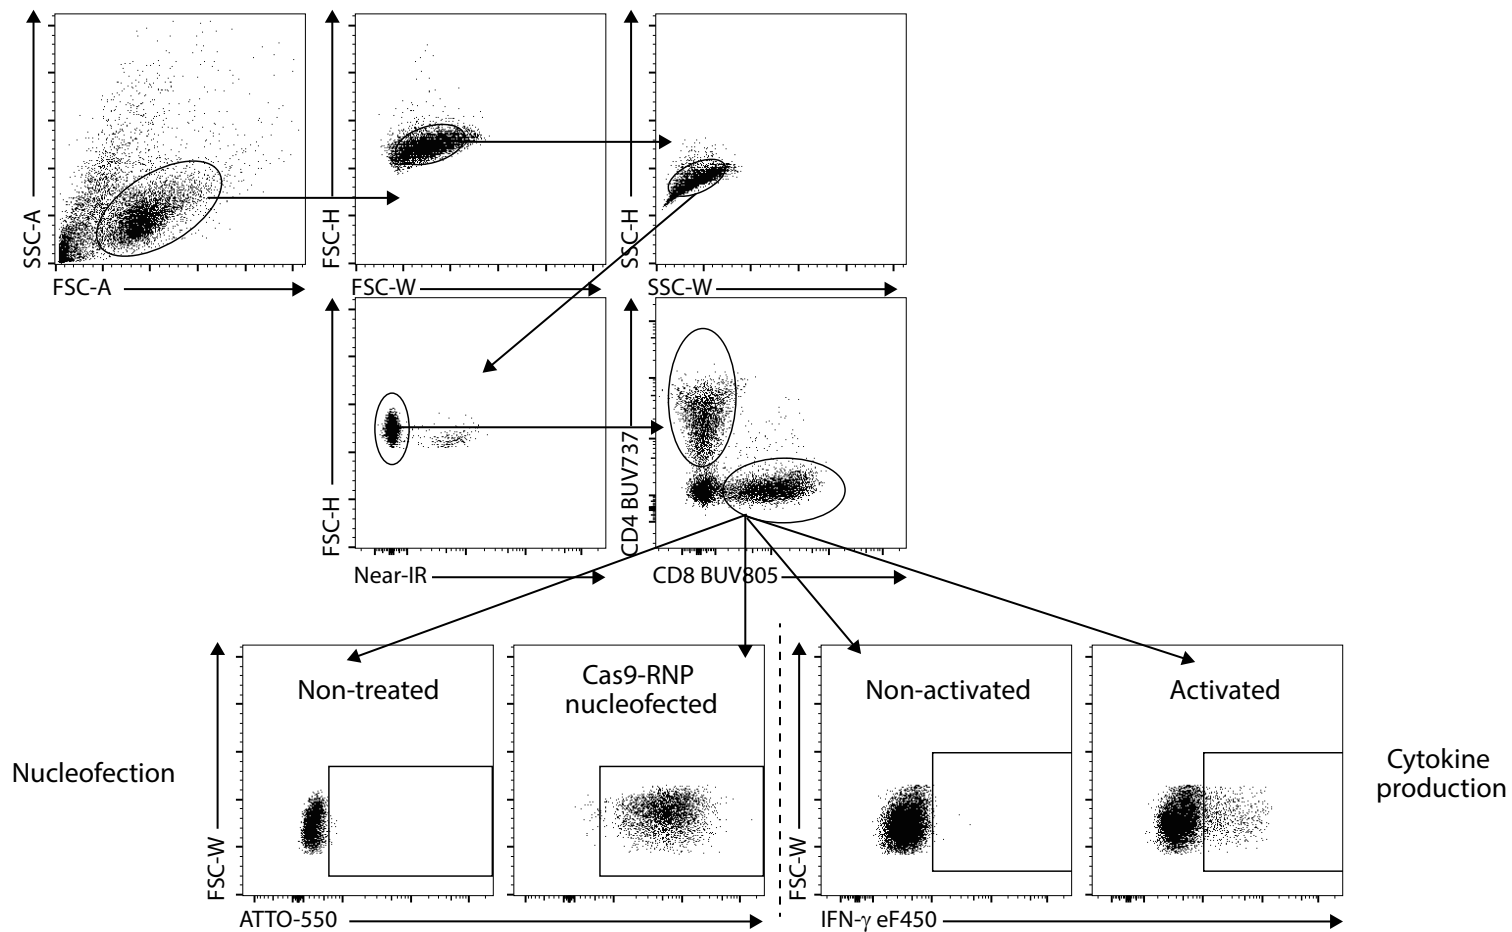 SSC-A
FSC-A
FSC-H
FSC-W
SSC-H
SSC-W
FSC-H
Near-IR
CD4 BUV737
CD8 BUV805
Nucleofection
FSC-W
Non-treated
Cas9-RNP
nucleofected
ATTO-550
FSC-W
Non-activated
Activated
IFN-γ eF450
Cytokine
production